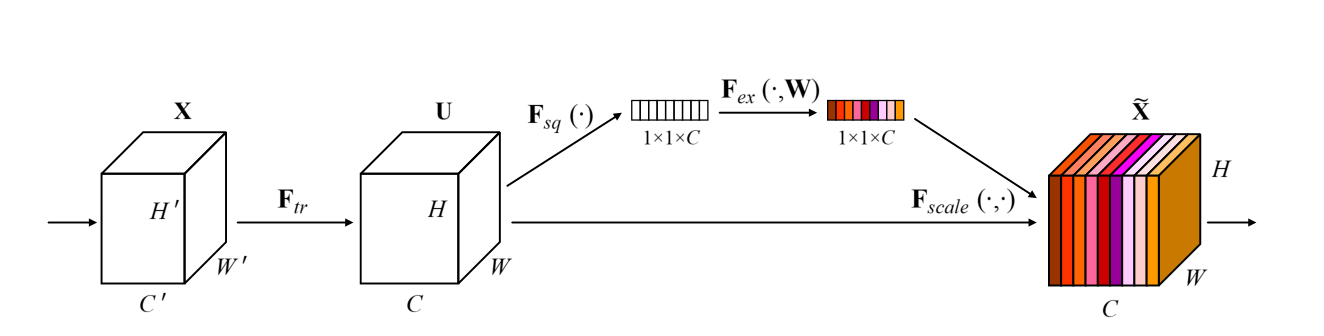 X
H′
W′
C′
F_tr
U
H
W
C
F_sq (·)
1×1×C
F_ex (·,W)
1×1×C
F_scale (·,·)
X̃
H
W
C